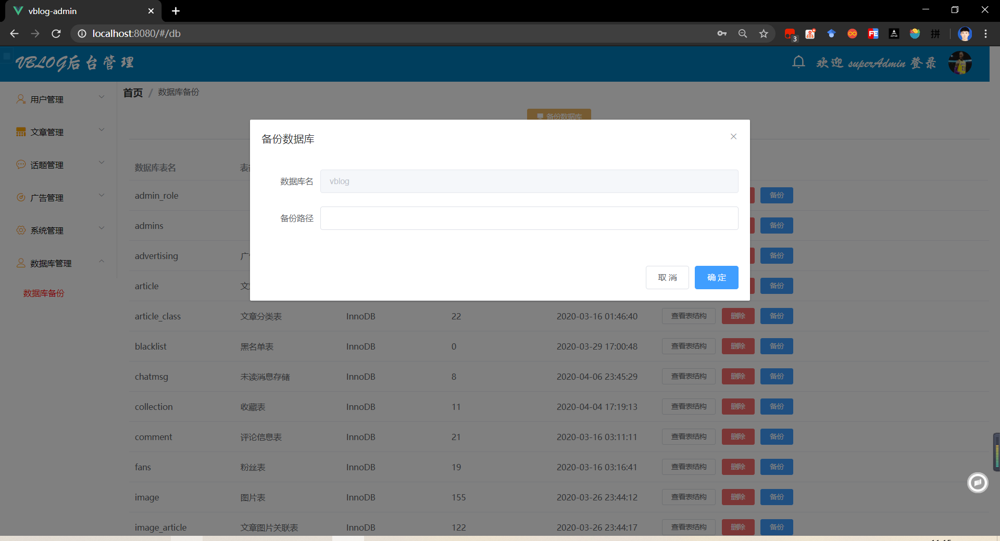 vblog-admin
localhost:8080/#/db
3
FE
ASTAR
拼
VBLOG后台管理
欢迎 superAdmin 登录
用户管理
文章管理
话题管理
广告管理
系统管理
数据库管理
数据库备份
首页 / 数据库备份
备份数据库
备份数据库
数据库名 vblog
备份路径
取 消 确 定
数据库表名
admin_role 备份
admins 备份
advertising 备份
article 备份
article_class 文章分类表 InnoDB 22 2020-03-16 01:46:40 查看表结构 删除 备份
blacklist 黑名单表 InnoDB 0 2020-03-29 17:00:48 查看表结构 删除 备份
chatmsg 未读消息存储 InnoDB 8 2020-04-06 23:45:29 查看表结构 删除 备份
collection 收藏表 InnoDB 11 2020-04-04 17:19:13 查看表结构 删除 备份
comment 评论信息表 InnoDB 21 2020-03-16 03:11:11 查看表结构 删除 备份
fans 粉丝表 InnoDB 19 2020-03-16 03:16:41 查看表结构 删除 备份
image 图片表 InnoDB 155 2020-03-26 23:44:12 查看表结构 删除 备份
image_article 文章图片关联表 InnoDB 122 2020-03-26 23:44:17 查看表结构 删除 备份